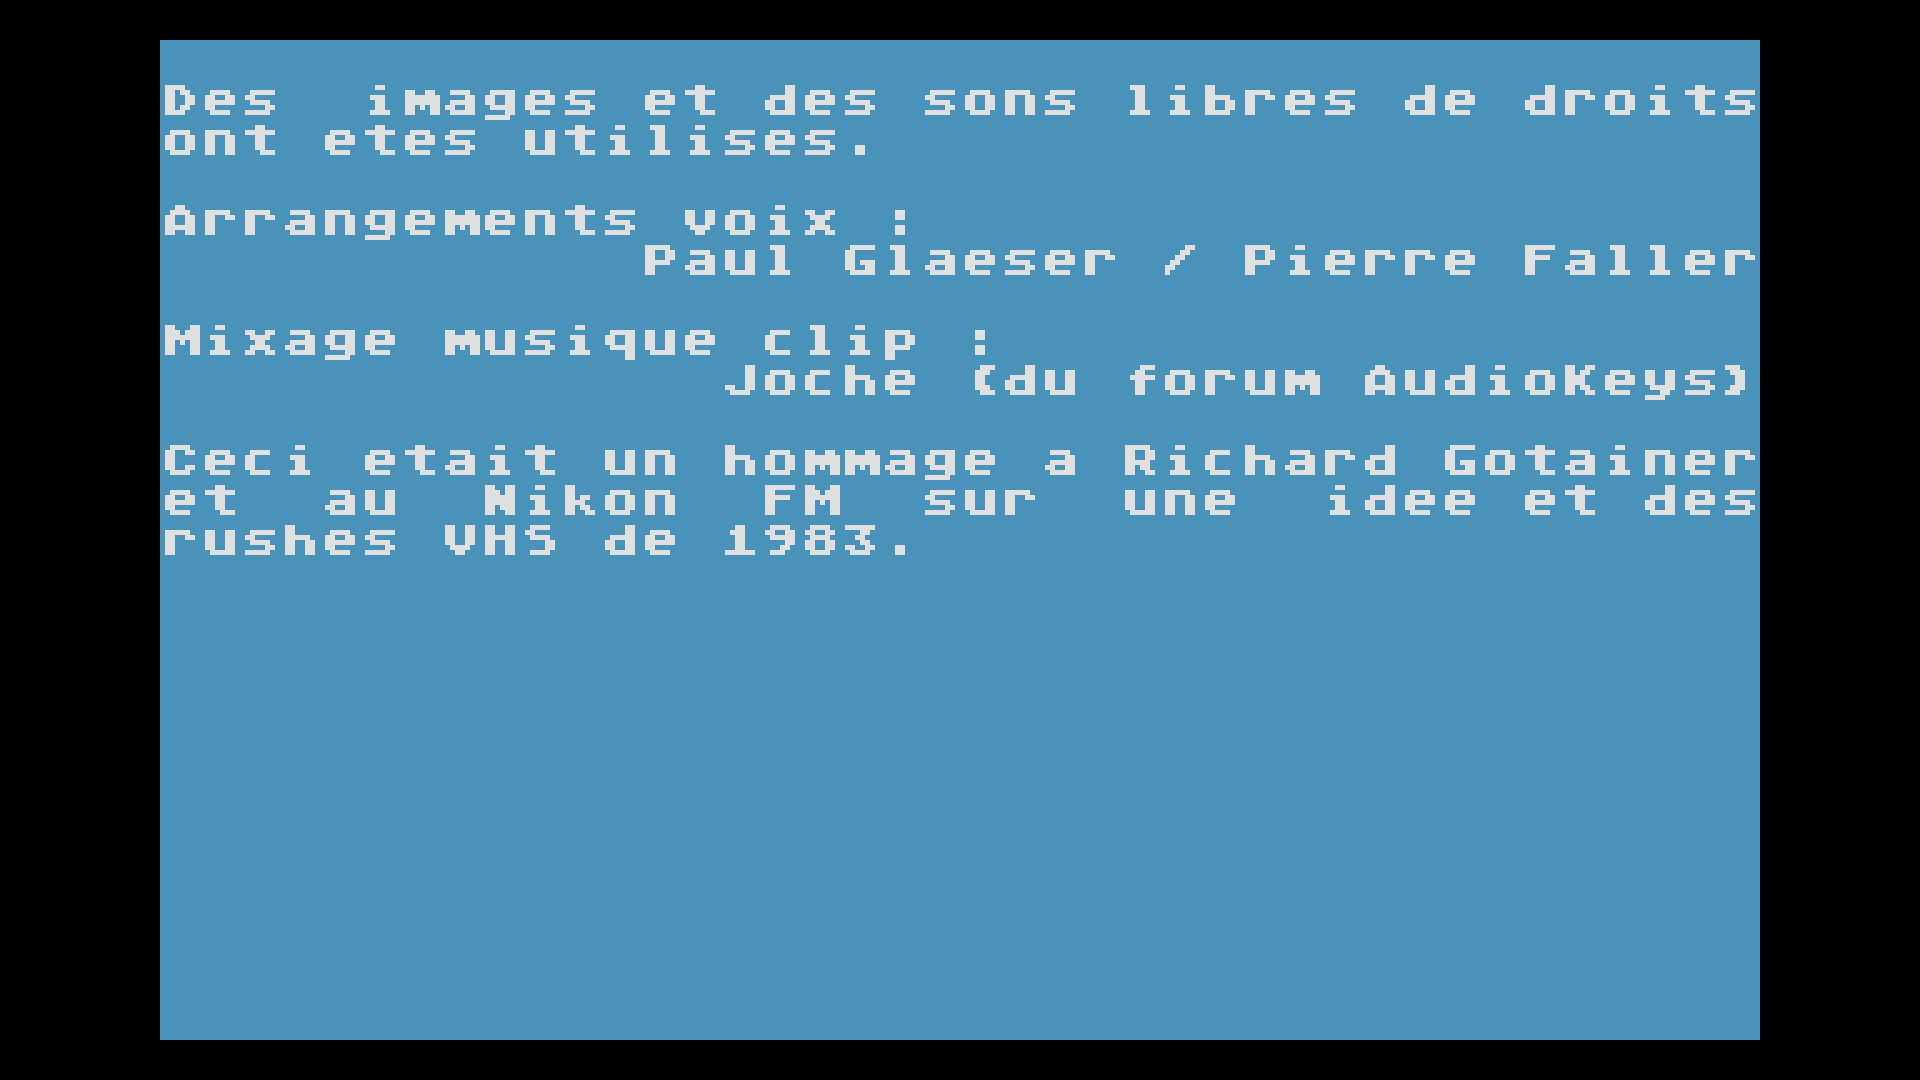 Des  images et des sons libres de droits
ont etes utilises.
Arrangements voix :
Paul Glaeser / Pierre Faller
Mixage musique clip :
Joche (du forum AudioKeys)
Ceci etait un hommage a Richard Gotainer
et  au  Nikon  FM  sur  une  idee et des
rushes VHS de 1983.